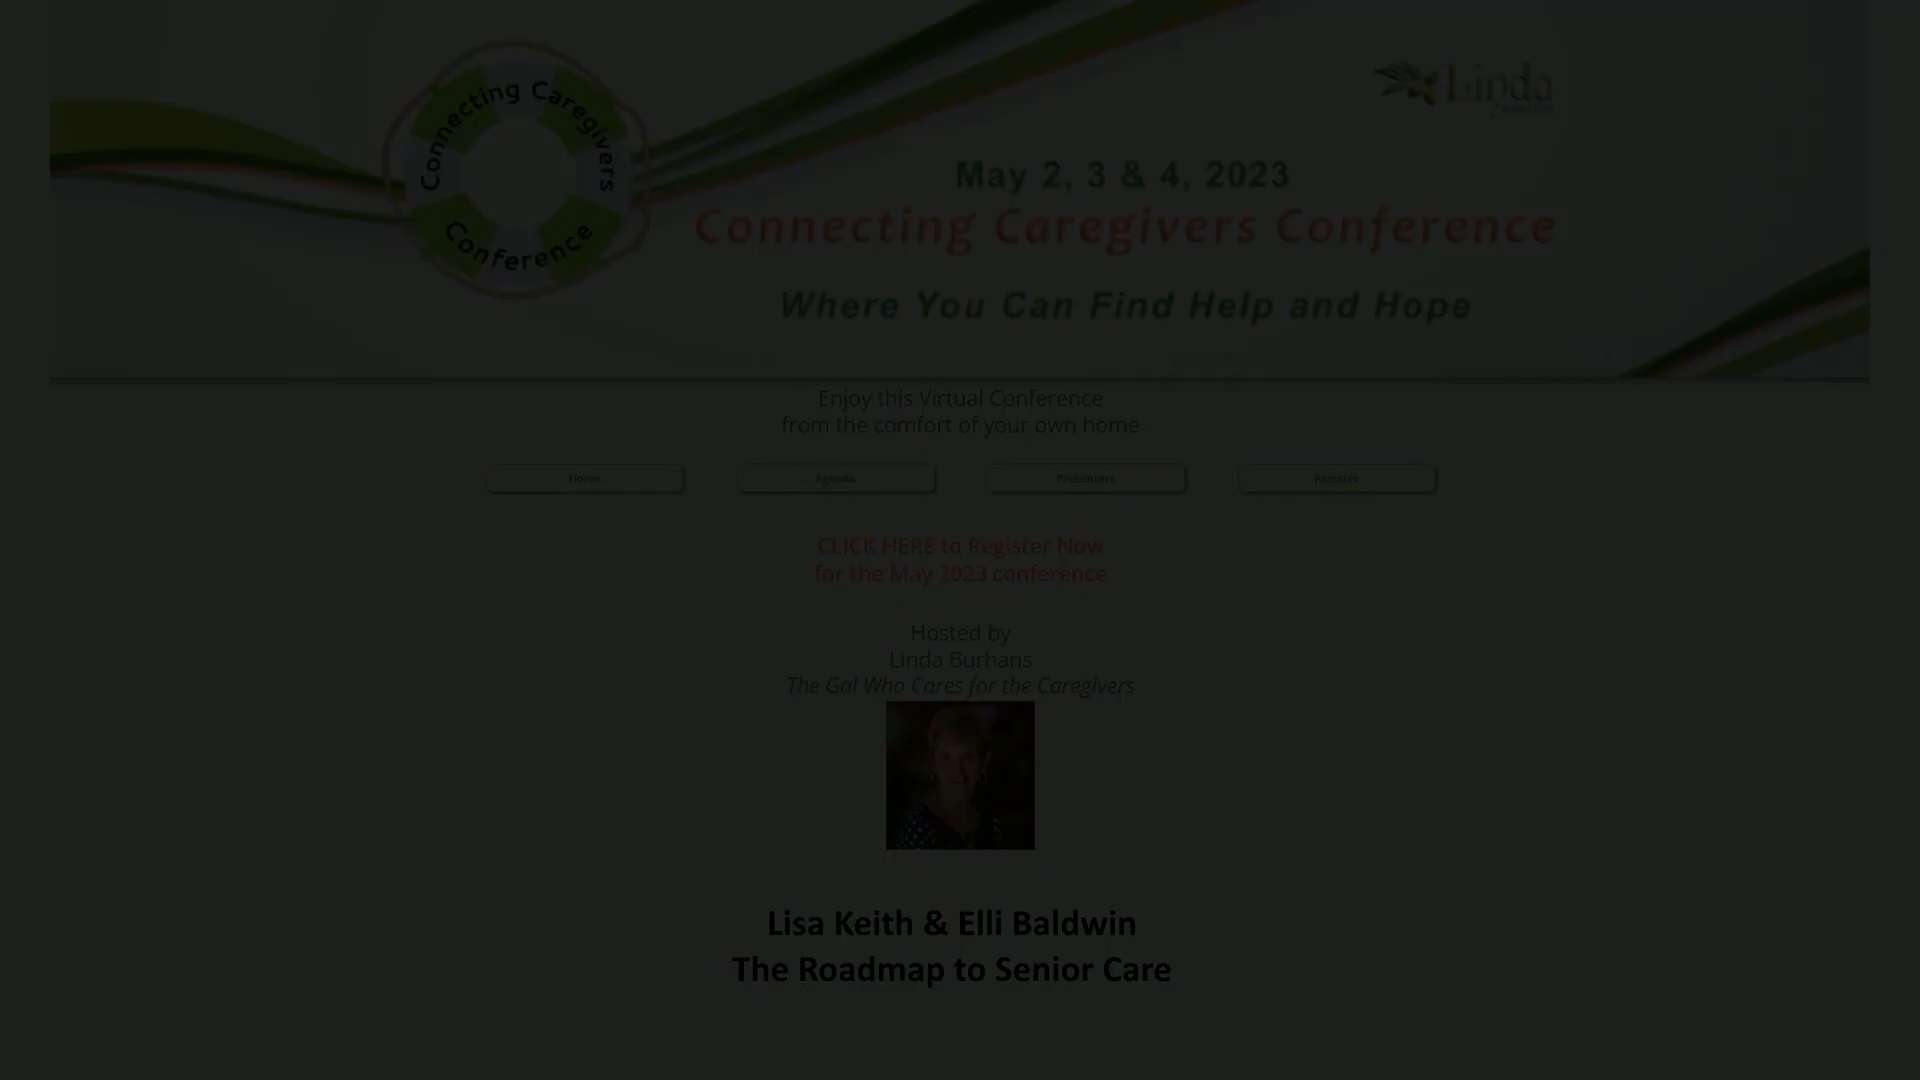 Connecting Caregivers
Conference
Linda
May 2, 3 & 4, 2023
Connecting Caregivers Conference
Where You Can Find Help and Hope
Enjoy this Virtual Conference
from the comfort of your own home
Home
Agenda
Presenters
Register
CLICK HERE to Register Now
for the May 2023 conference
Hosted by
Linda Burhans
The Gal Who Cares for the Caregivers
Lisa Keith & Elli Baldwin
The Roadmap to Senior Care